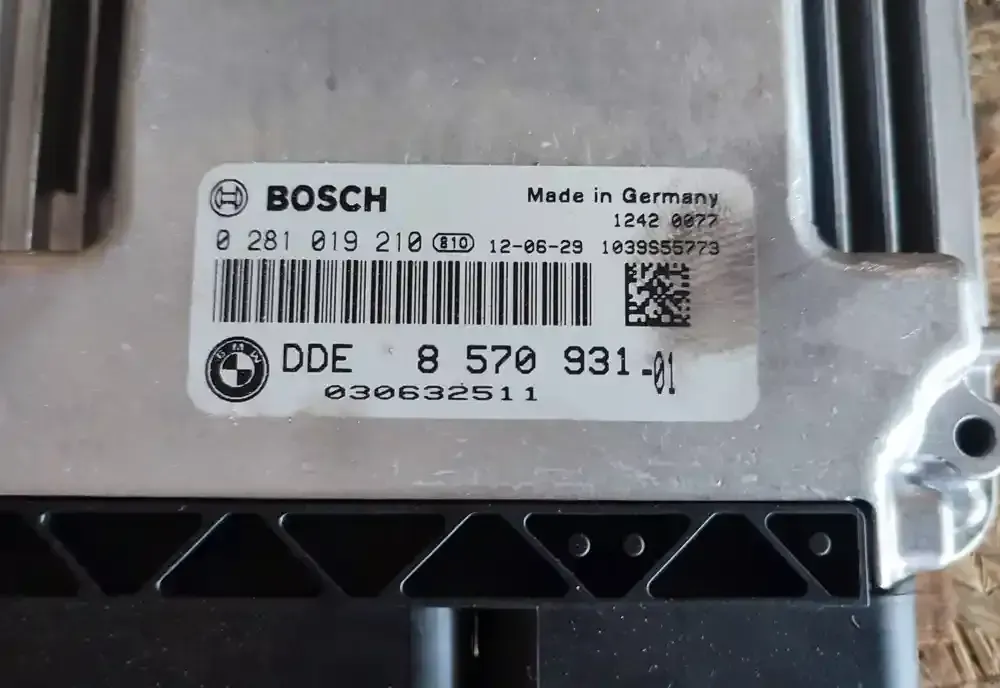 BOSCH
Made in Germany
1242 0077
0 281 019 210 810 12-06-29 1039S55773
BMW DDE 8 570 931-01
030632511